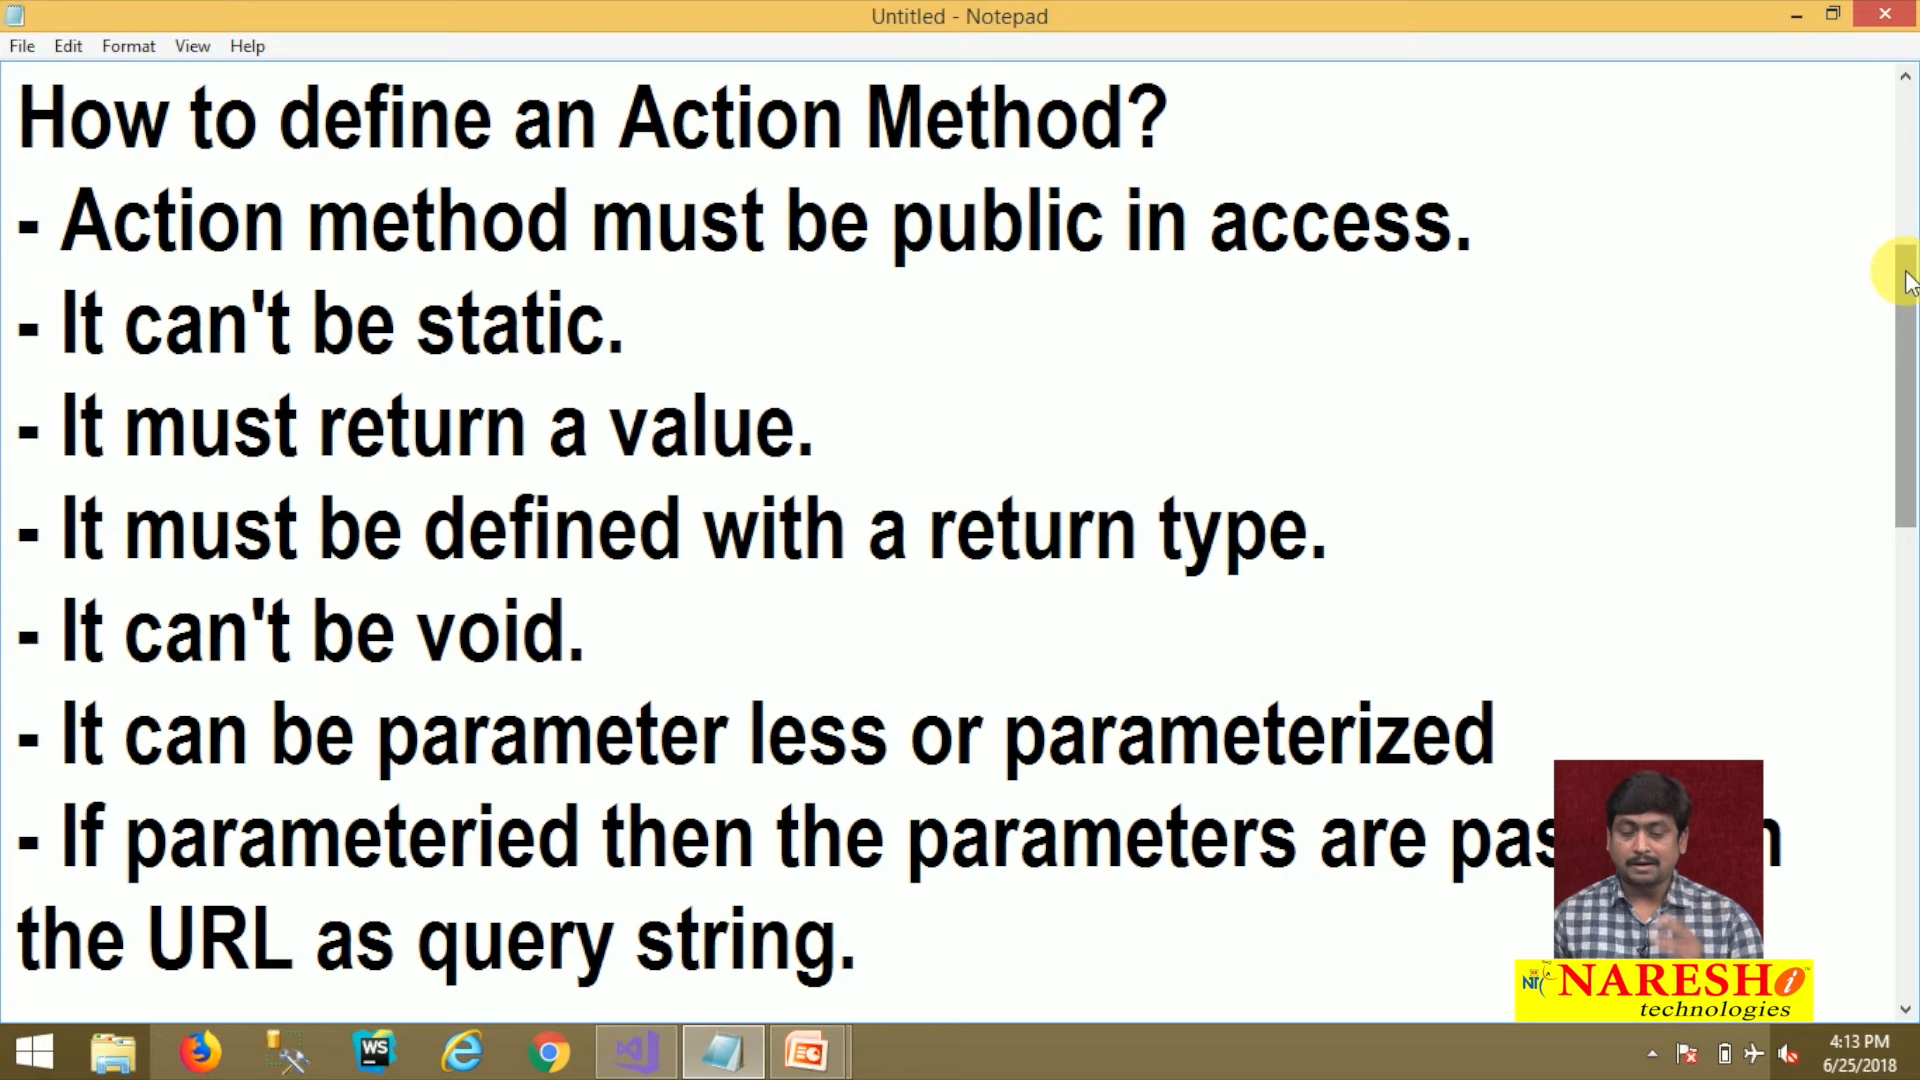 Untitled - Notepad
File Edit Format View Help
How to define an Action Method?
- Action method must be public in access.
- It can't be static.
- It must return a value.
- It must be defined with a return type.
- It can't be void.
- It can be parameter less or parameterized
- If parameteried then the parameters are
the URL as query string.
NARESH i
technologies
WS
4:13 PM
6/25/2018